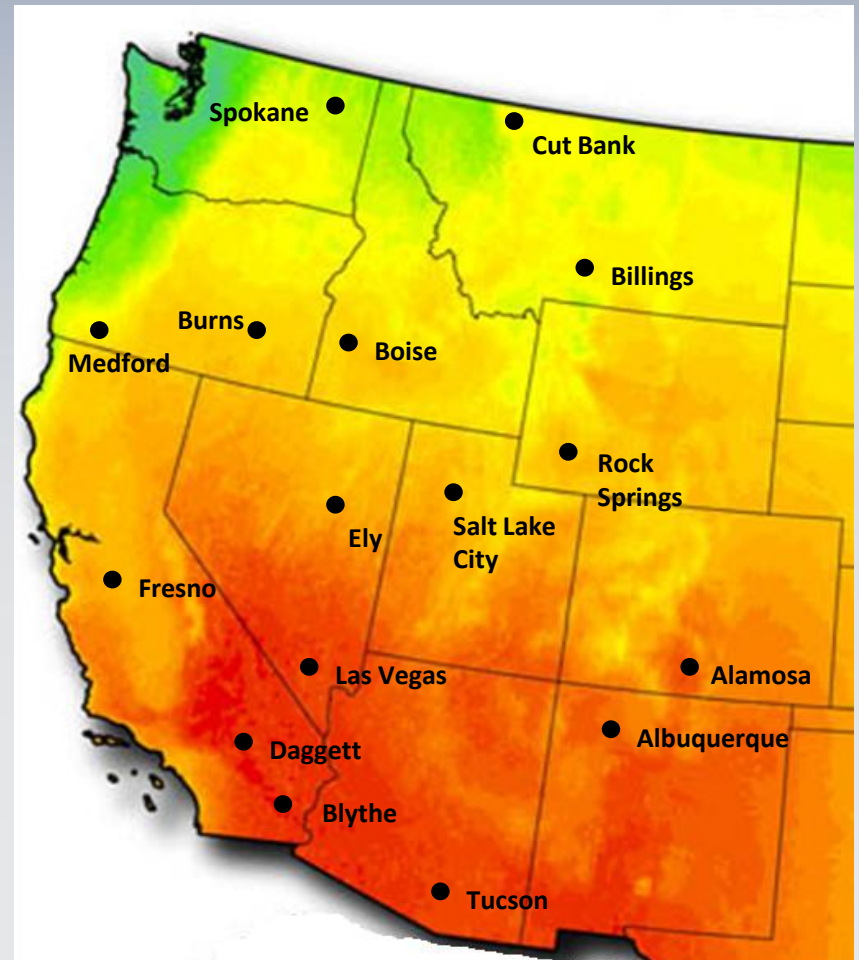 Spokane
Cut Bank
Billings
Burns
Medford
Boise
Rock
Springs
Ely
Salt Lake
City
Fresno
Las Vegas
Alamosa
Albuquerque
Daggett
Blythe
Tucson